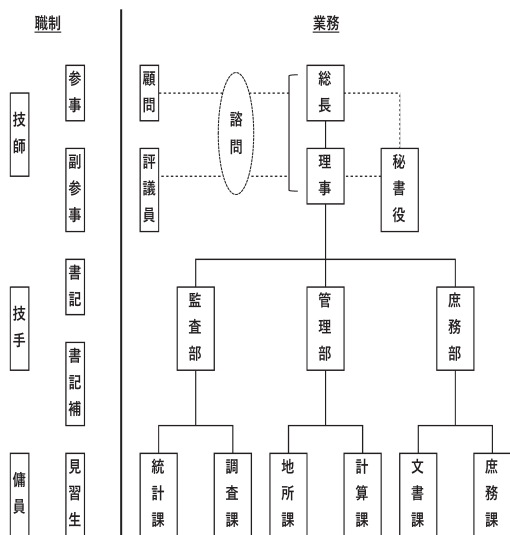 職制
業務
技師
技手
傭員
参事
副参事
書記
書記補
見習生
顧問
評議員
諮問
総長
理事
秘書役
監査部
管理部
庶務部
統計課
調査課
地所課
計算課
文書課
庶務課